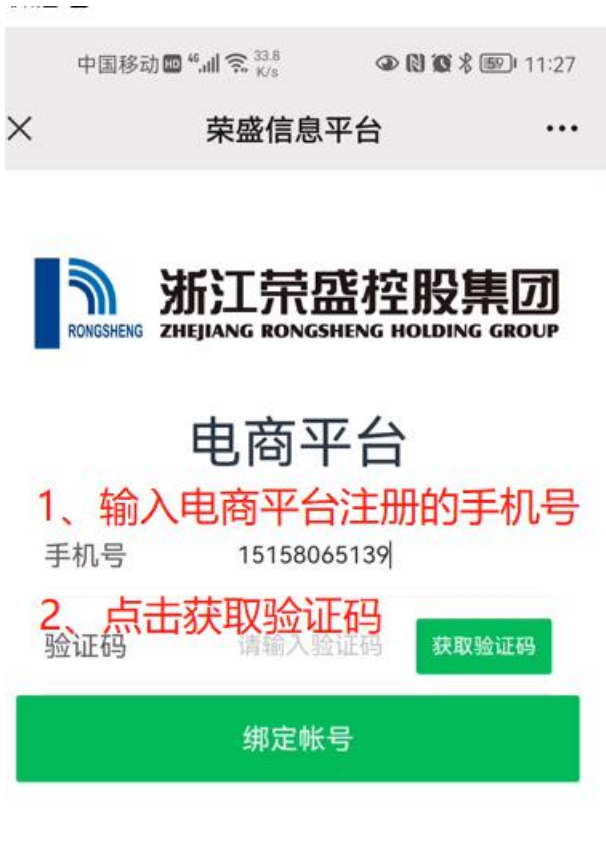 中国移动 HD 46 33.8 K/s 59 11:27
荣盛信息平台
浙江荣盛控股集团
RONGSHENG ZHEJIANG RONGSHENG HOLDING GROUP
电商平台
1、输入电商平台注册的手机号
手机号 15158065139
2、点击获取验证码
验证码 请输入验证码 获取验证码
绑定帐号